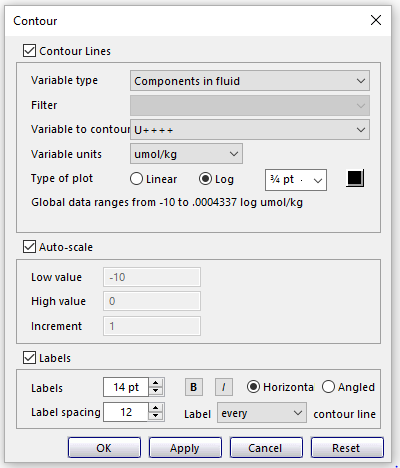 Contour
Contour Lines
Variable type Components in fluid
Filter
Variable to contour U++++
Variable units umol/kg
Type of plot Linear Log ¾ pt
Global data ranges from -10 to .0004337 log umol/kg
Auto-scale
Low value -10
High value 0
Increment 1
Labels
Labels 14 pt B I Horizonta Angled
Label spacing 12 Label every contour line
OK Apply Cancel Reset